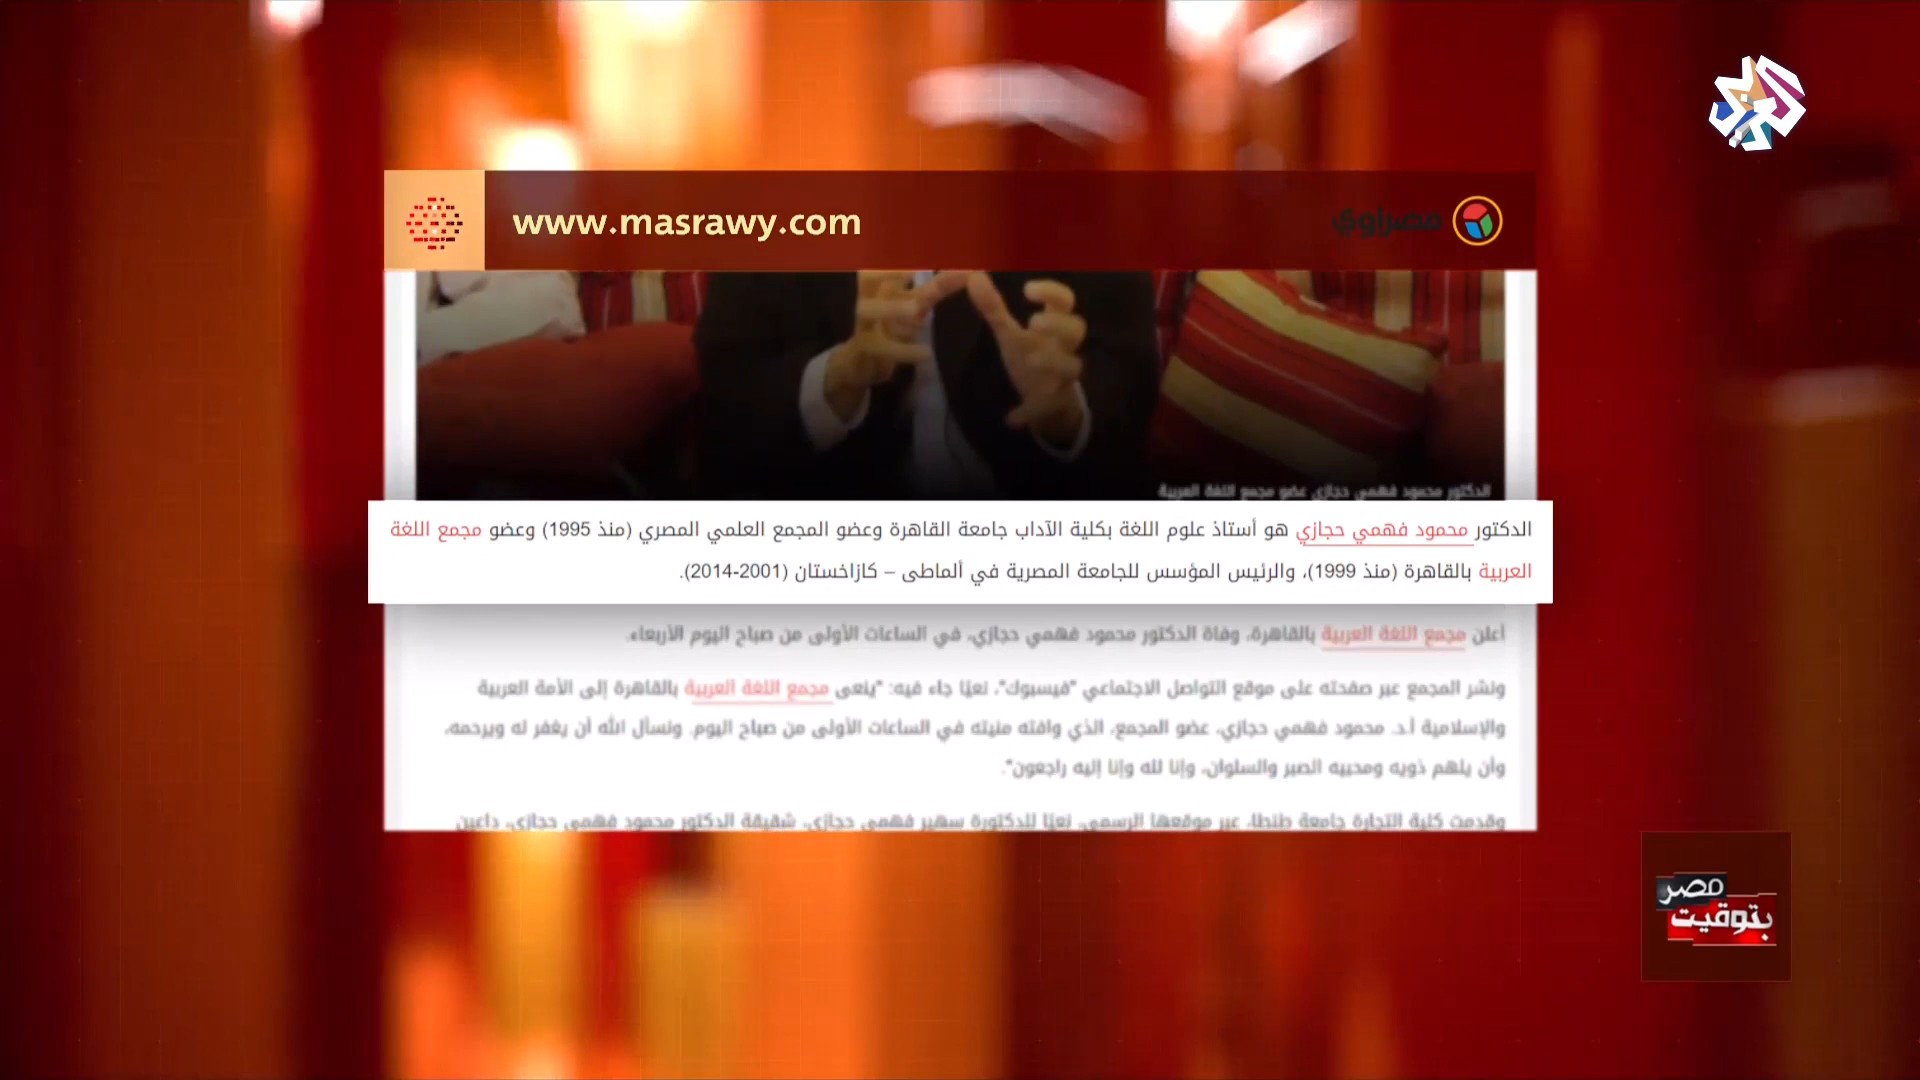 www.masrawy.com
مصراوي
الدكتور محمود فهمي حجازي عضو مجمع اللغة العربية
الدكتور محمود فهمي حجازي هو أستاذ علوم اللغة بكلية الآداب جامعة القاهرة وعضو المجمع العلمي المصري (منذ 1995) وعضو مجمع اللغة
العربية بالقاهرة (منذ 1999)، والرئيس المؤسس للجامعة المصرية في ألماطى – كازاخستان (2001-2014).
أعلن مجمع اللغة العربية بالقاهرة، وفاة الدكتور محمود فهمي حجازي، في الساعات الأولى من صباح اليوم الأربعاء.
ونشر المجمع عبر صفحته على موقع التواصل الاجتماعي "فيسبوك"، نعيًا جاء فيه: "ينعى مجمع اللغة العربية بالقاهرة إلى الأمة العربية
والإسلامية أ.د. محمود فهمي حجازي، عضو المجمع، الذي وافته منيته في الساعات الأولى من صباح اليوم. ونسأل الله أن يغفر له ويرحمه،
وأن يلهم ذويه ومحبيه الصبر والسلوان، وإنا لله وإنا إليه راجعون".
وقدمت كلية التجارة جامعة طنطا، عبر موقعها الرسمي، نعيًا للدكتورة سهير فهمي حجازي، شقيقة الدكتور محمود فهمي حجازي، داعين
مصر
بتوقيت